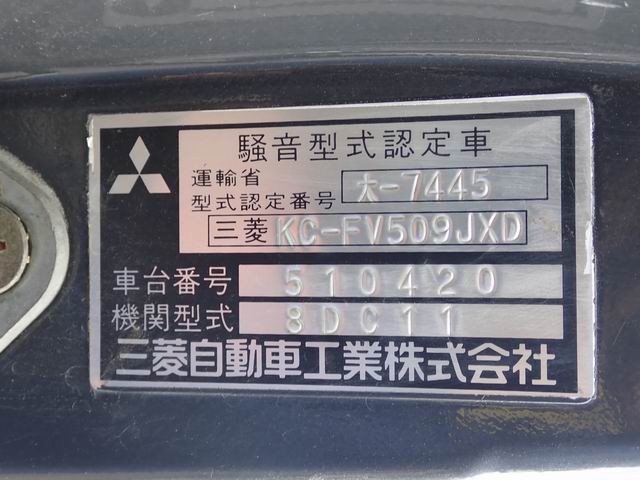 騒音型式認定車
運輸省
型式認定番号 大-7445
三菱 KC-FV509JXD
車台番号 510420
機関型式 8DC11
三菱自動車工業株式会社